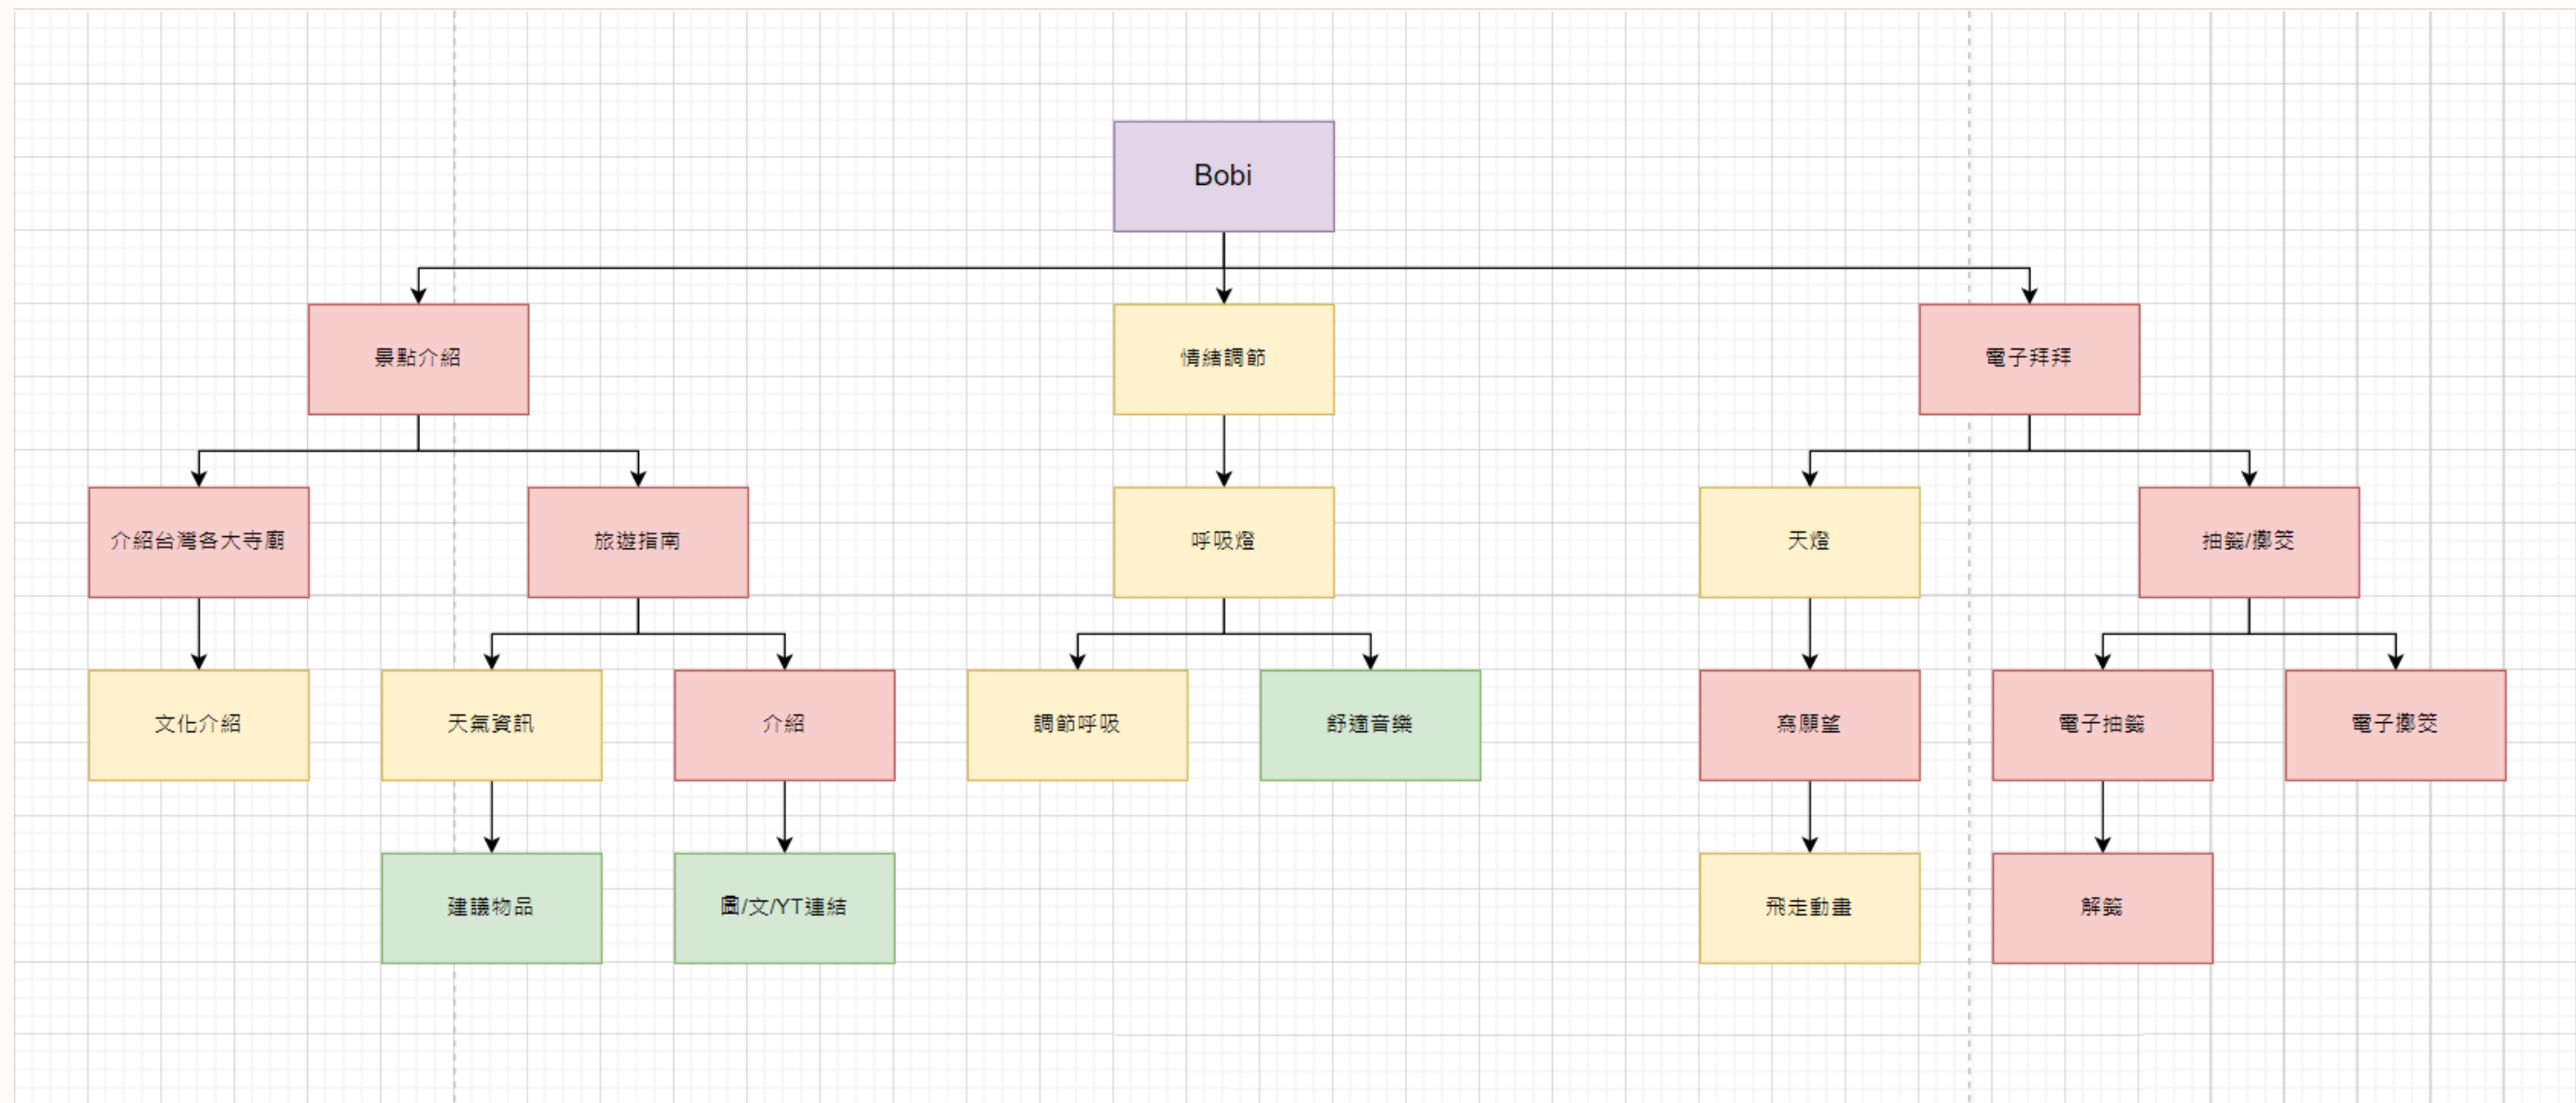 Bobi
景點介紹
情緒調節
電子拜拜
介紹台灣各大寺廟
旅遊指南
呼吸燈
天燈
抽籤/擲筊
文化介紹
天氣資訊
介紹
調節呼吸
舒適音樂
寫願望
電子抽籤
電子擲筊
建議物品
圖/文/YT連結
飛走動畫
解籤